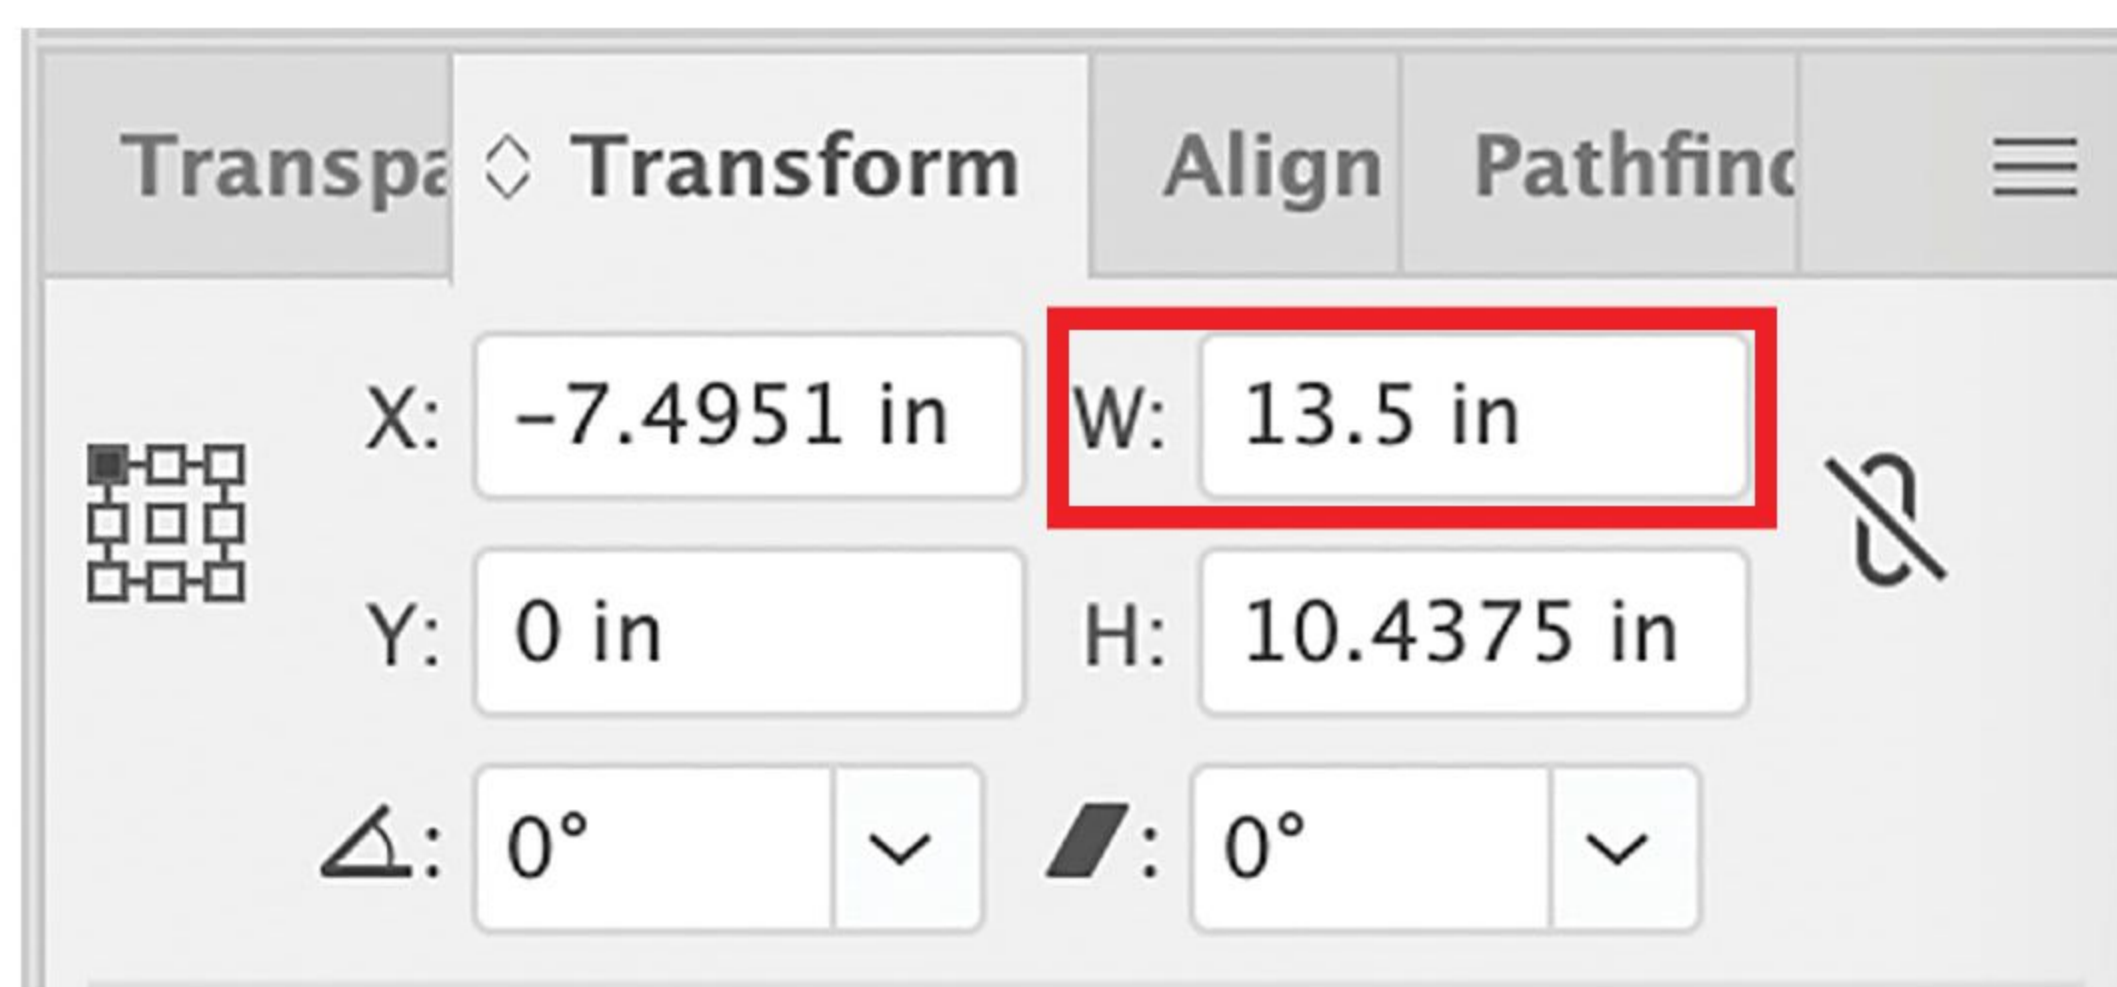 Transpa Transform Align Pathfinc
X: -7.4951 in W: 13.5 in
Y: 0 in H: 10.4375 in
: 0° : 0°